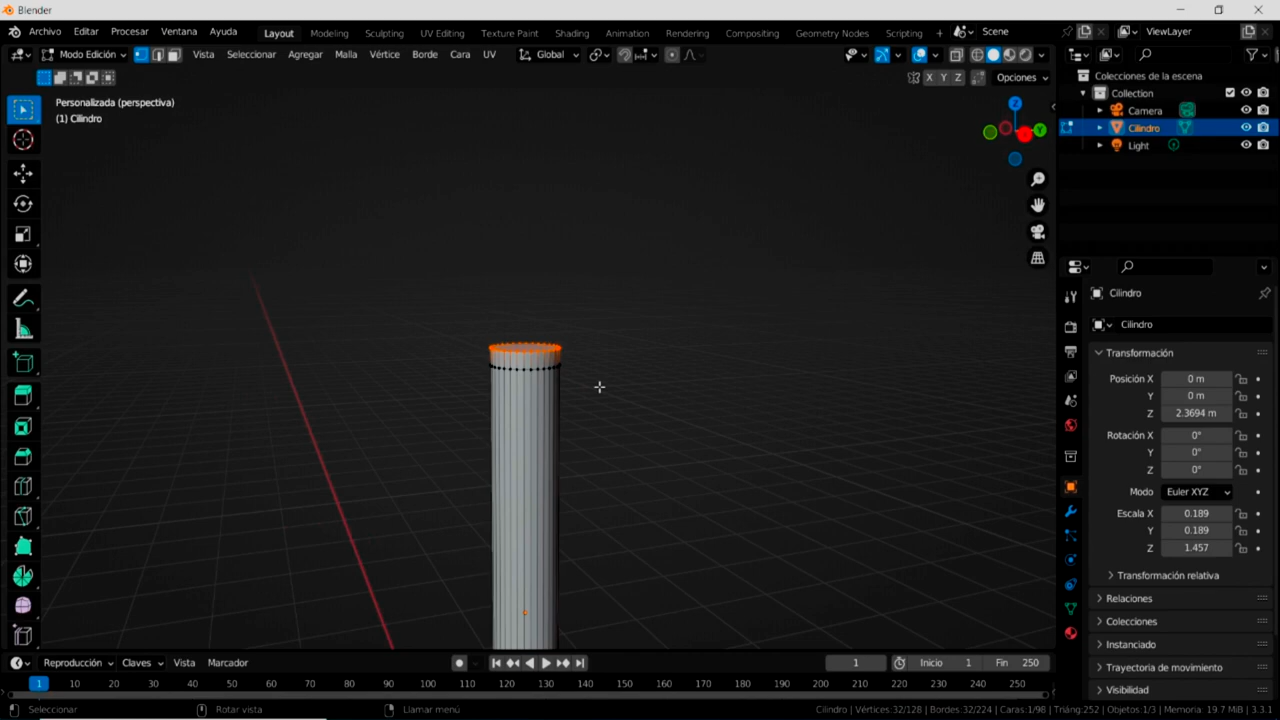 Blender
Archivo Editar Procesar Ventana Ayuda Layout Modeling Sculpting UV Editing Texture Paint Shading Animation Rendering Compositing Geometry Nodes Scripting + Scene ViewLayer
Modo Edición Vista Seleccionar Agregar Malla Vértice Borde Cara UV Global
X Y Z Opciones
Personalizada (perspectiva)
(1) Cilindro
Z
Y
Colecciones de la escena
Collection
Camera
Cilindro
Light
Cilindro
Cilindro
Transformación
Posición X 0 m
Y 0 m
Z 2.3694 m
Rotación X 0°
Y 0°
Z 0°
Modo Euler XYZ
Escala X 0.189
Y 0.189
Z 1.457
Transformación relativa
Relaciones
Colecciones
Instanciado
Trayectoria de movimiento
Visibilidad
Reproducción Claves Vista Marcador 1 Inicio 1 Fin 250
1 10 20 30 40 50 60 70 80 90 100 110 120 130 140 150 160 170 180 190 200 210 220 230 240 250
Seleccionar Rotar vista Llamar menú Cilindro | Vértices:32/128 | Bordes:32/224 | Caras:1/98 | Triáng:252 | Objetos:1/3 | Memoria: 19.7 MiB | 3.3.1